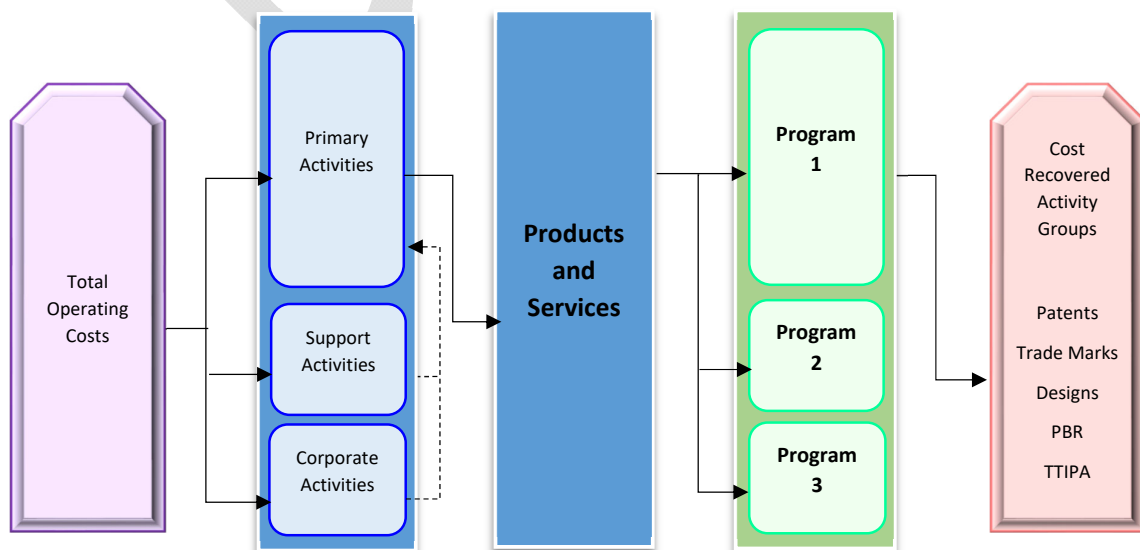 Total
Operating
Costs
Primary
Activities
Support
Activities
Corporate
Activities
Products
and
Services
Program
1
Program
2
Program
3
Cost
Recovered
Activity
Groups
Patents
Trade Marks
Designs
PBR
TTIPA